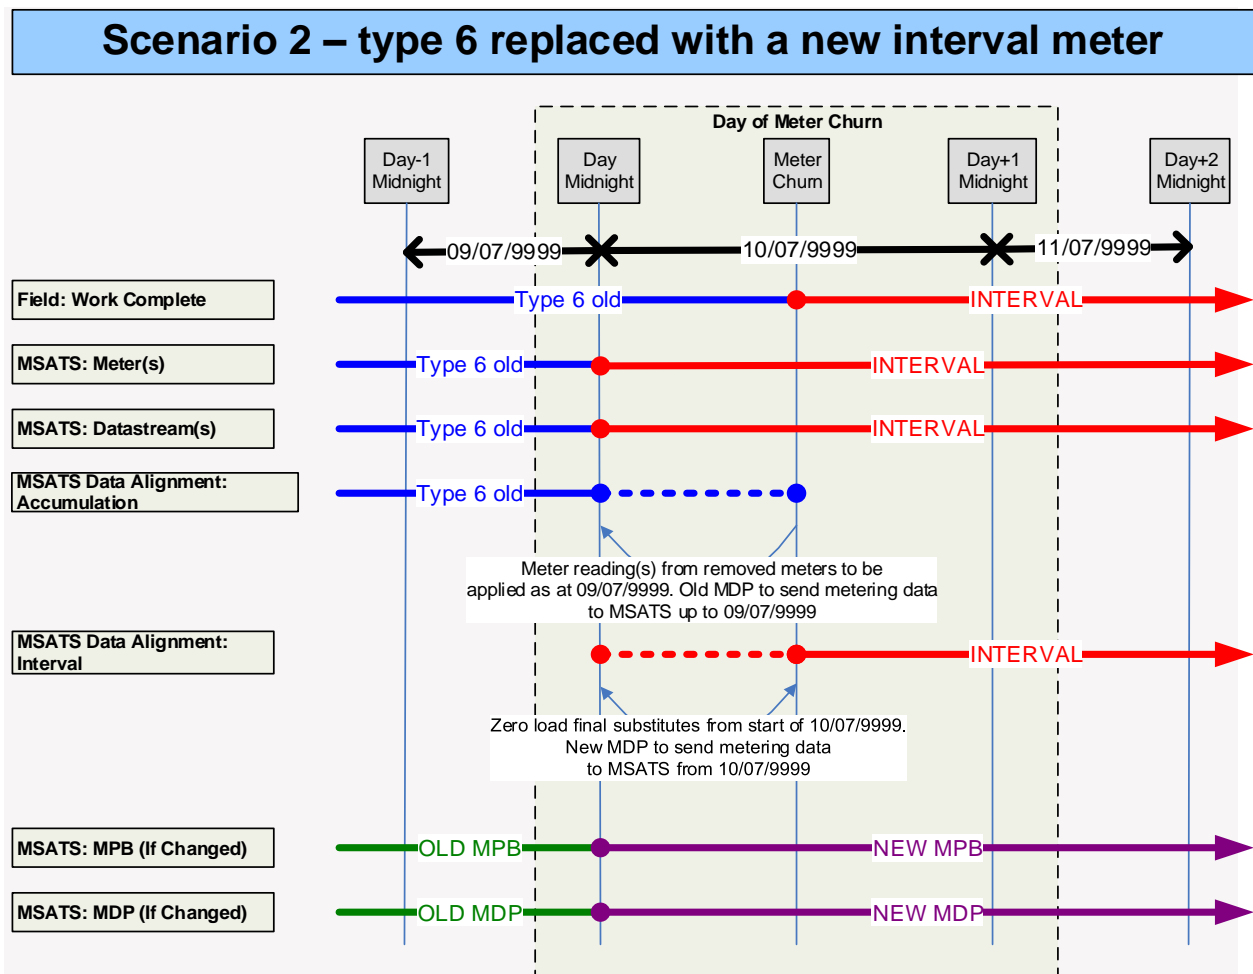 Scenario 2 – type 6 replaced with a new interval meter
Day of Meter Churn
Day-1
Midnight
Day
Midnight
Meter
Churn
Day+1
Midnight
Day+2
Midnight
09/07/9999
10/07/9999
11/07/9999
Field: Work Complete
Type 6 old
INTERVAL
MSATS: Meter(s)
Type 6 old
INTERVAL
MSATS: Datastream(s)
Type 6 old
INTERVAL
MSATS Data Alignment:
Accumulation
Type 6 old
Meter reading(s) from removed meters to be
applied as at 09/07/9999. Old MDP to send metering data
to MSATS up to 09/07/9999
MSATS Data Alignment:
Interval
INTERVAL
Zero load final substitutes from start of 10/07/9999.
New MDP to send metering data
to MSATS from 10/07/9999
MSATS: MPB (If Changed)
OLD MPB
NEW MPB
MSATS: MDP (If Changed)
OLD MDP
NEW MDP